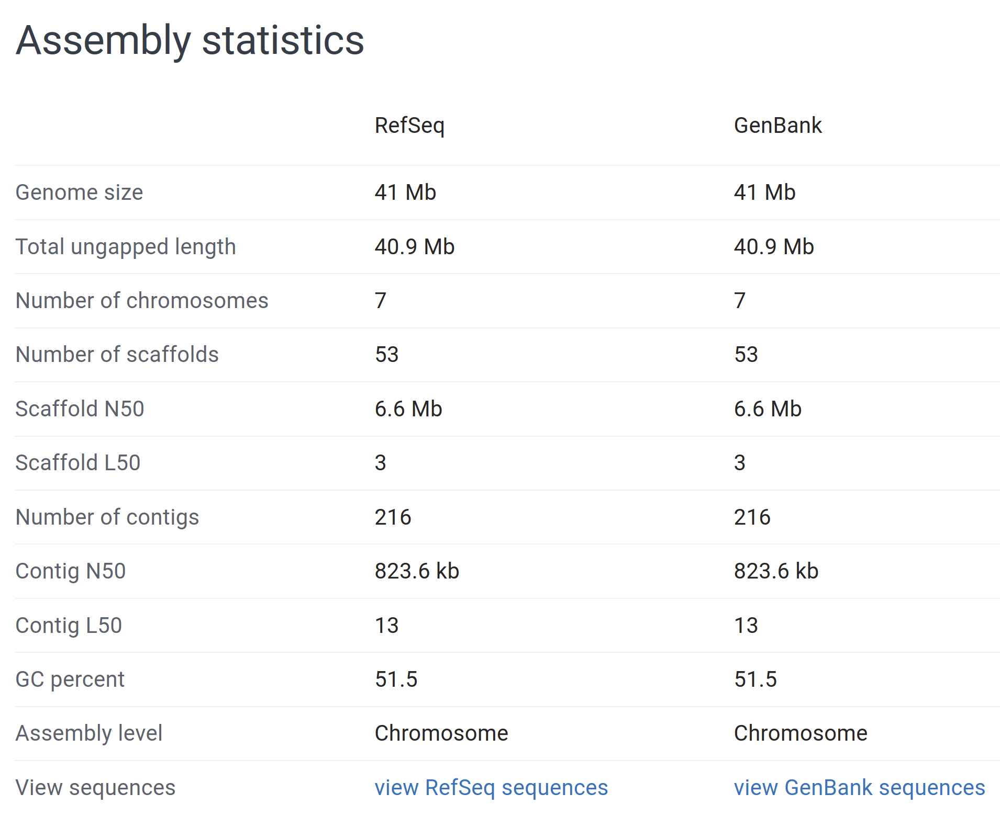 Assembly statistics
RefSeq GenBank
Genome size 41 Mb 41 Mb
Total ungapped length 40.9 Mb 40.9 Mb
Number of chromosomes 7 7
Number of scaffolds 53 53
Scaffold N50 6.6 Mb 6.6 Mb
Scaffold L50 3 3
Number of contigs 216 216
Contig N50 823.6 kb 823.6 kb
Contig L50 13 13
GC percent 51.5 51.5
Assembly level Chromosome Chromosome
View sequences view RefSeq sequences view GenBank sequences